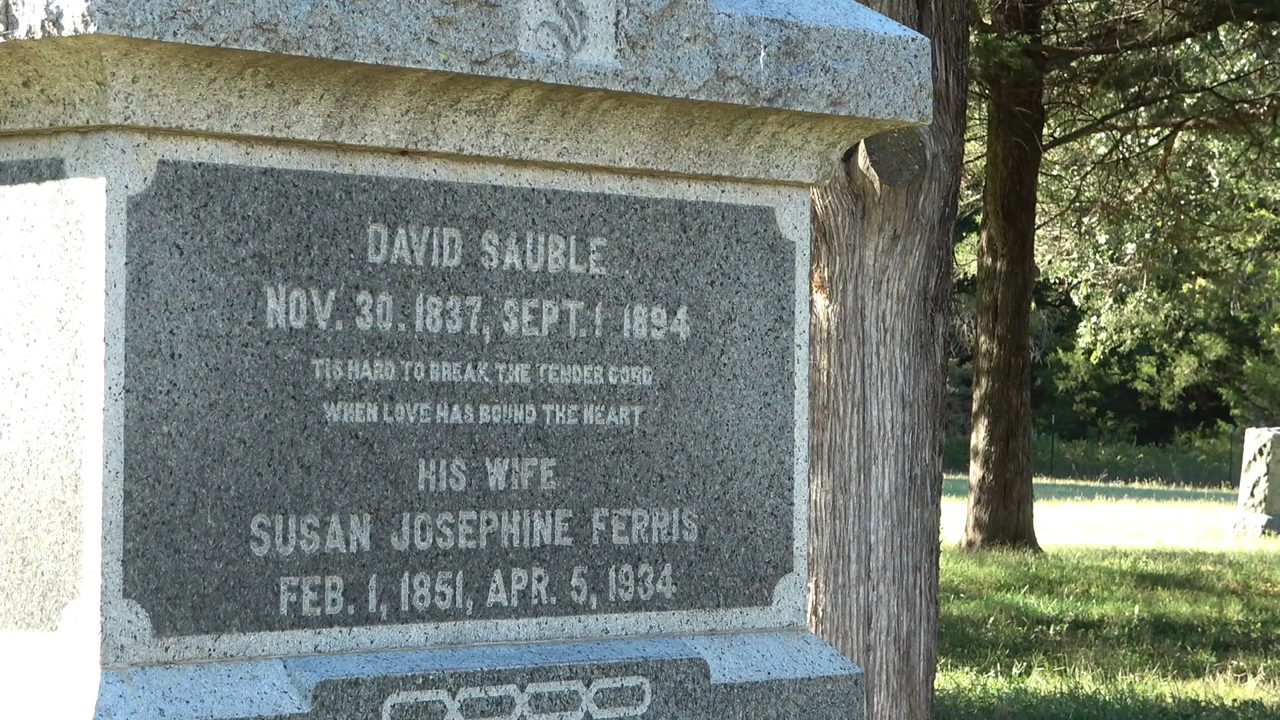 DAVID SAUBLE
NOV. 30. 1837, SEPT. 1 1894
TIS HARD TO BREAK THE TENDER CORD
WHEN LOVE HAS BOUND THE HEART
HIS WIFE
SUSAN JOSEPHINE FERRIS
FEB. 1, 1851, APR. 5, 1934